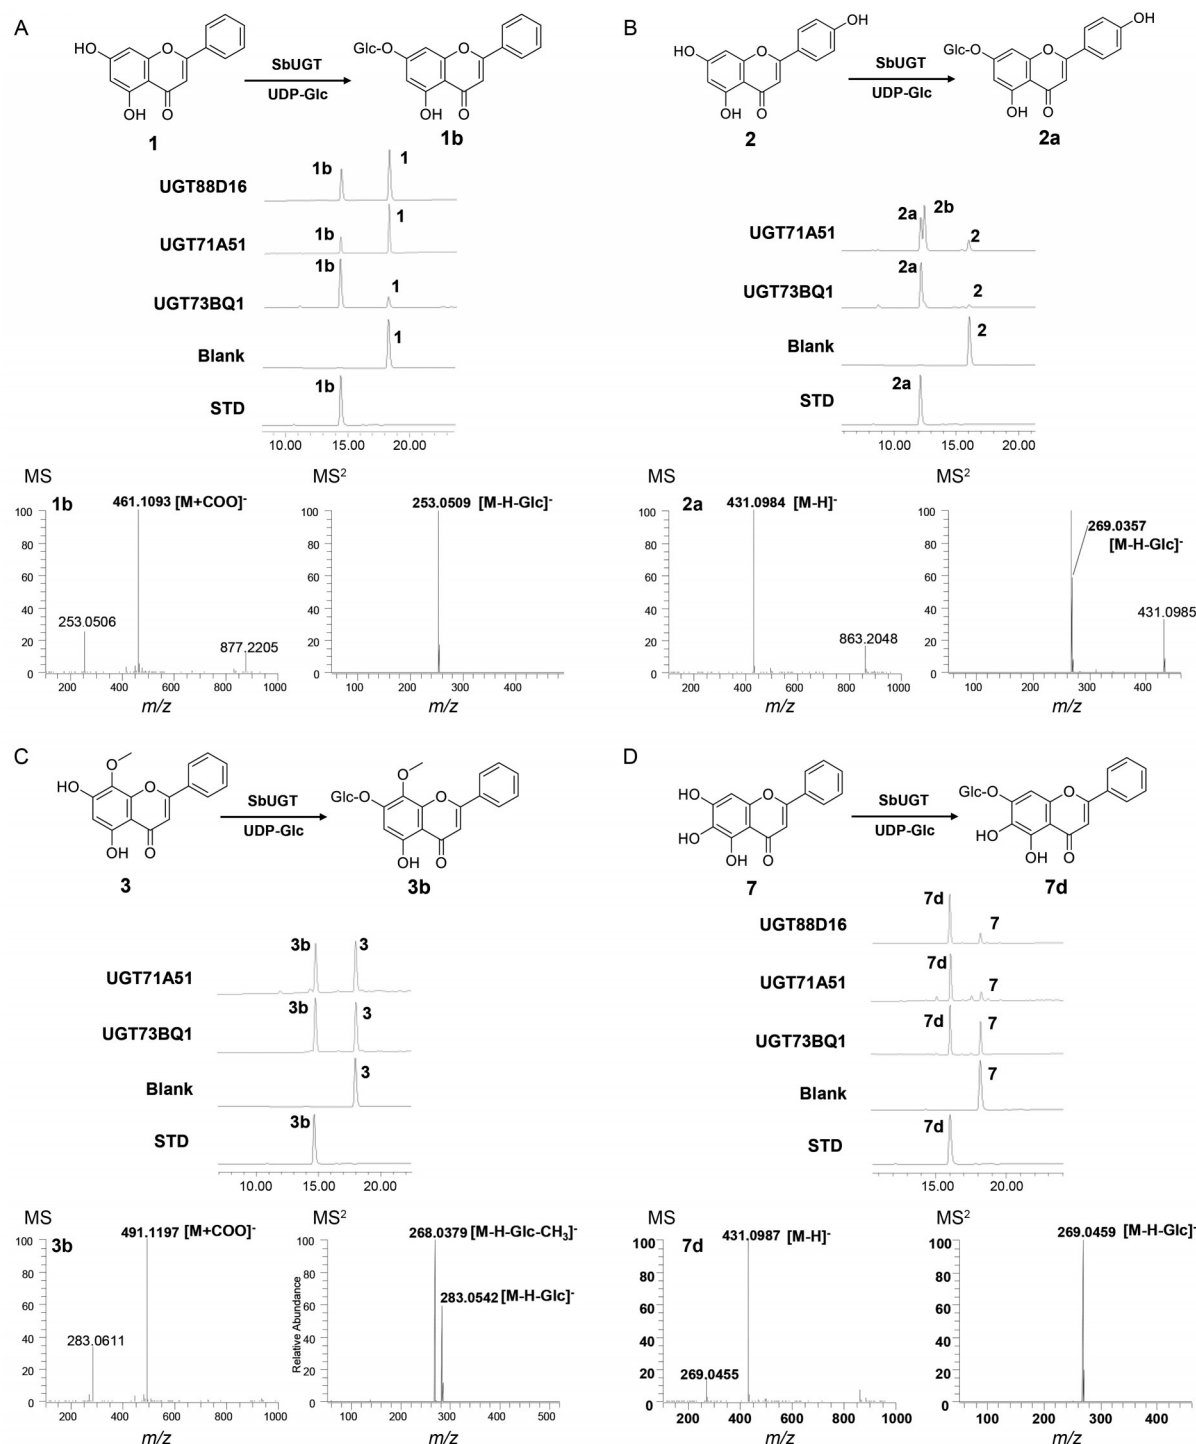 A
HO
O
OH
O
1
SbUGT
UDP-Glc
Glc-O
O
OH
O
1b
UGT88D16
1b
1
UGT71A51
1b
1
UGT73BQ1
1b
1
Blank
1
STD
1b
10.00 15.00 20.00
MS
1b
461.1093 [M+COO]-
253.0506
877.2205
100
80
60
40
20
0
200 400 600 800 1000
m/z
MS2
253.0509 [M-H-Glc]-
100
80
60
40
20
0
100 200 300 400
m/z
B
HO
O
OH
OH
O
2
SbUGT
UDP-Glc
Glc-O
O
OH
OH
O
2a
UGT71A51
2a
2b
2
UGT73BQ1
2a
2
Blank
2
STD
2a
10.00 15.00 20.00
MS
2a
431.0984 [M-H]-
863.2048
100
80
60
40
20
0
200 400 600 800 1000
m/z
MS2
269.0357
[M-H-Glc]-
431.0985
100
80
60
40
20
0
100 200 300 400
m/z
C
O
HO
O
OH
O
3
SbUGT
UDP-Glc
O
Glc-O
O
OH
O
3b
UGT71A51
3b
3
UGT73BQ1
3b
3
Blank
3
STD
3b
10.00 15.00 20.00
MS
3b
491.1197 [M+COO]-
283.0611
100
80
60
40
20
0
200 400 600 800 1000
m/z
MS2
268.0379 [M-H-Glc-CH3]-
283.0542 [M-H-Glc]-
Relative Abundance
100
80
60
40
20
0
100 200 300 400 500
m/z
D
HO
HO
O
OH
O
7
SbUGT
UDP-Glc
Glc-O
HO
O
OH
O
7d
UGT88D16
7d
7
UGT71A51
7d
7
UGT73BQ1
7d
7
Blank
7
STD
7d
15.00 20.00
MS
7d
431.0987 [M-H]-
269.0455
100
80
60
40
20
0
200 400 600 800 1000
m/z
MS2
269.0459 [M-H-Glc]-
100
80
60
40
20
0
100 200 300 400
m/z